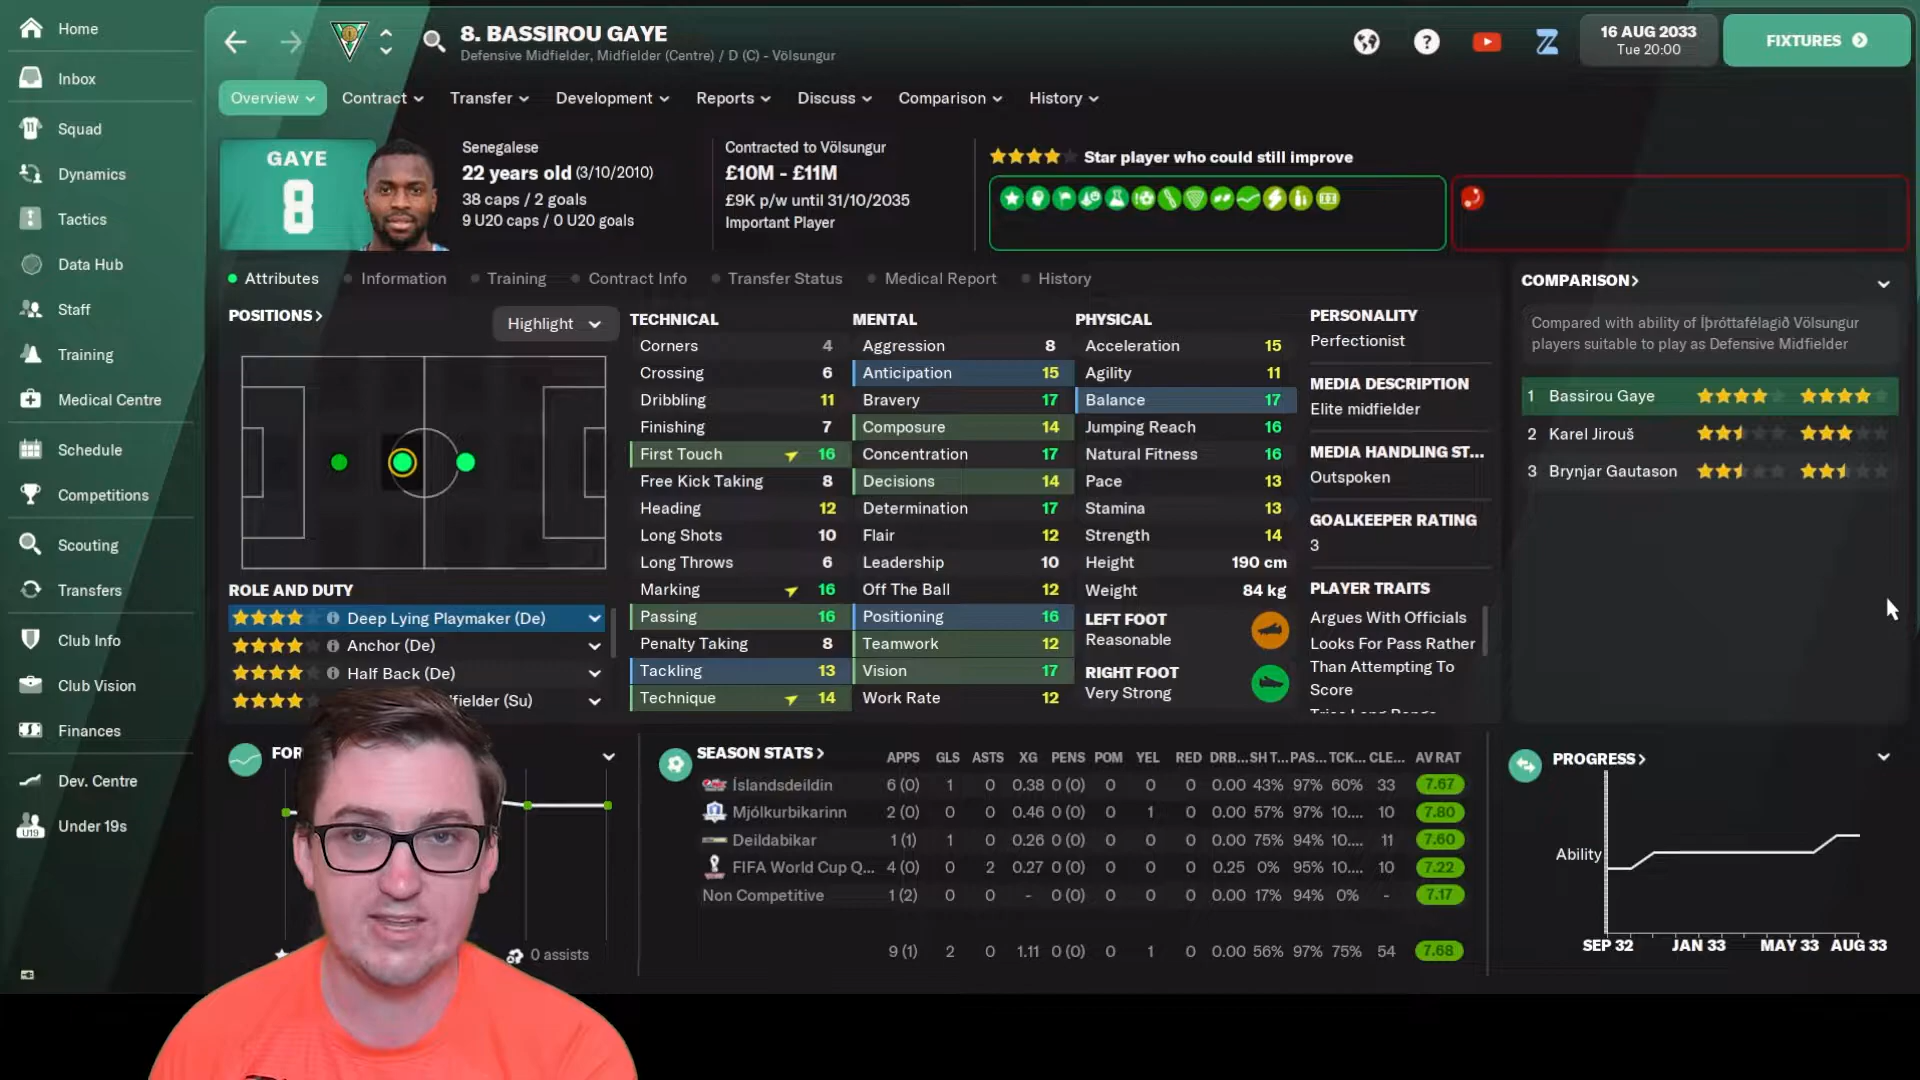 Home
Inbox
Squad
Dynamics
Tactics
Data Hub
Staff
Training
Medical Centre
Schedule
Competitions
Scouting
Transfers
Club Info
Club Vision
Finances
Dev. Centre
U19 Under 19s
8. BASSIROU GAYE
Defensive Midfielder, Midfielder (Centre) / D (C) - Völsungur
16 AUG 2033
Tue 20:00
FIXTURES
Overview Contract Transfer Development Reports Discuss Comparison History
GAYE
8
Senegalese
22 years old (3/10/2010)
38 caps / 2 goals
9 U20 caps / 0 U20 goals
Contracted to Völsungur
£10M - £11M
£9K p/w until 31/10/2035
Important Player
Star player who could still improve
Attributes Information Training Contract Info Transfer Status Medical Report History
POSITIONS
Highlight
ROLE AND DUTY
Deep Lying Playmaker (De)
Anchor (De)
Half Back (De)
fielder (Su)
TECHNICAL
Corners 4
Crossing 6
Dribbling 11
Finishing 7
First Touch 16
Free Kick Taking 8
Heading 12
Long Shots 10
Long Throws 6
Marking 16
Passing 16
Penalty Taking 8
Tackling 13
Technique 14
MENTAL
Aggression 8
Anticipation 15
Bravery 17
Composure 14
Concentration 17
Decisions 14
Determination 17
Flair 12
Leadership 10
Off The Ball 12
Positioning 16
Teamwork 12
Vision 17
Work Rate 12
PHYSICAL
Acceleration 15
Agility 11
Balance 17
Jumping Reach 16
Natural Fitness 16
Pace 13
Stamina 13
Strength 14
Height 190 cm
Weight 84 kg
LEFT FOOT
Reasonable
RIGHT FOOT
Very Strong
PERSONALITY
Perfectionist
MEDIA DESCRIPTION
Elite midfielder
MEDIA HANDLING ST...
Outspoken
GOALKEEPER RATING
3
PLAYER TRAITS
Argues With Officials
Looks For Pass Rather
Than Attempting To
Score
COMPARISON
Compared with ability of Íþróttafélagið Völsungur
players suitable to play as Defensive Midfielder
1 Bassirou Gaye
2 Karel Jirouš
3 Brynjar Gautason
FOR
0 assists
SEASON STATS APPS GLS ASTS XG PENS POM YEL RED DRB... SH T... PAS... TCK... CLE... AV RAT
Íslandsdeildin 6 (0) 1 0 0.38 0 (0) 0 0 0 0.00 43% 97% 60% 33 7.67
Mjólkurbikarinn 2 (0) 0 0 0.46 0 (0) 0 1 0 0.00 57% 97% 10.... 10 7.80
Deildabikar 1 (1) 1 0 0.26 0 (0) 0 0 0 0.00 75% 94% 10.... 11 7.60
FIFA World Cup Q... 4 (0) 0 2 0.27 0 (0) 0 0 0 0.25 0% 95% 10.... 10 7.22
Non Competitive 1 (2) 0 0 - 0 (0) 0 0 0 0.00 17% 94% 0% - 7.17
9 (1) 2 0 1.11 0 (0) 0 1 0 0.00 56% 97% 75% 54 7.68
PROGRESS
Ability
SEP 32 JAN 33 MAY 33 AUG 33